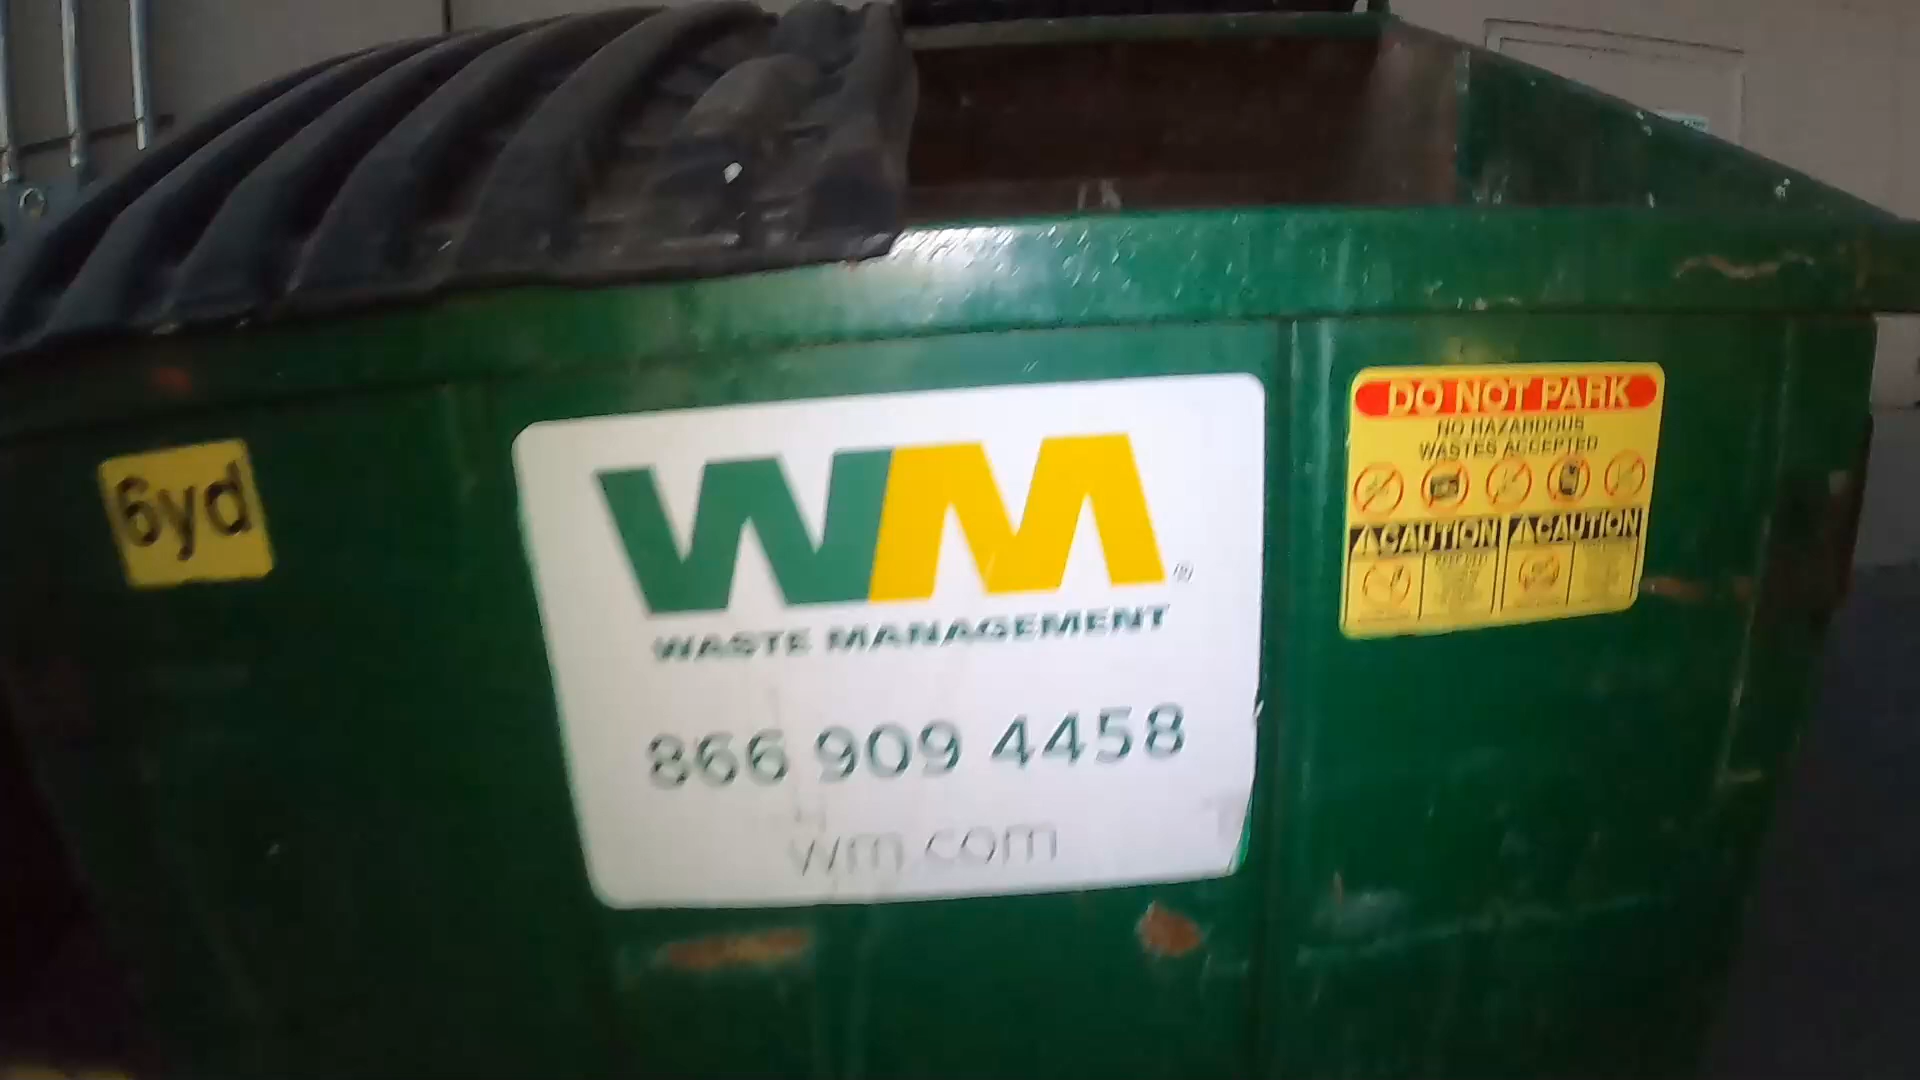 6yd
WM
WASTE MANAGEMENT
866 909 4458
wm.com
DO NOT PARK
NO HAZARDOUS
WASTES ACCEPTED
CAUTION
CAUTION